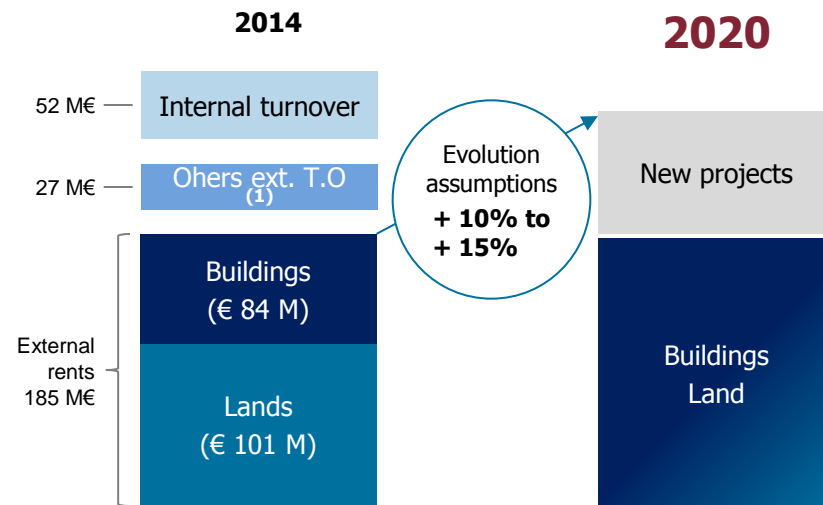 2014
2020
52 M€
Internal turnover
27 M€
Ohers ext. T.O
(1)
Evolution
assumptions
+ 10% to
+ 15%
New projects
Buildings
(€ 84 M)
External
rents
185 M€
Lands
(€ 101 M)
Buildings
Land